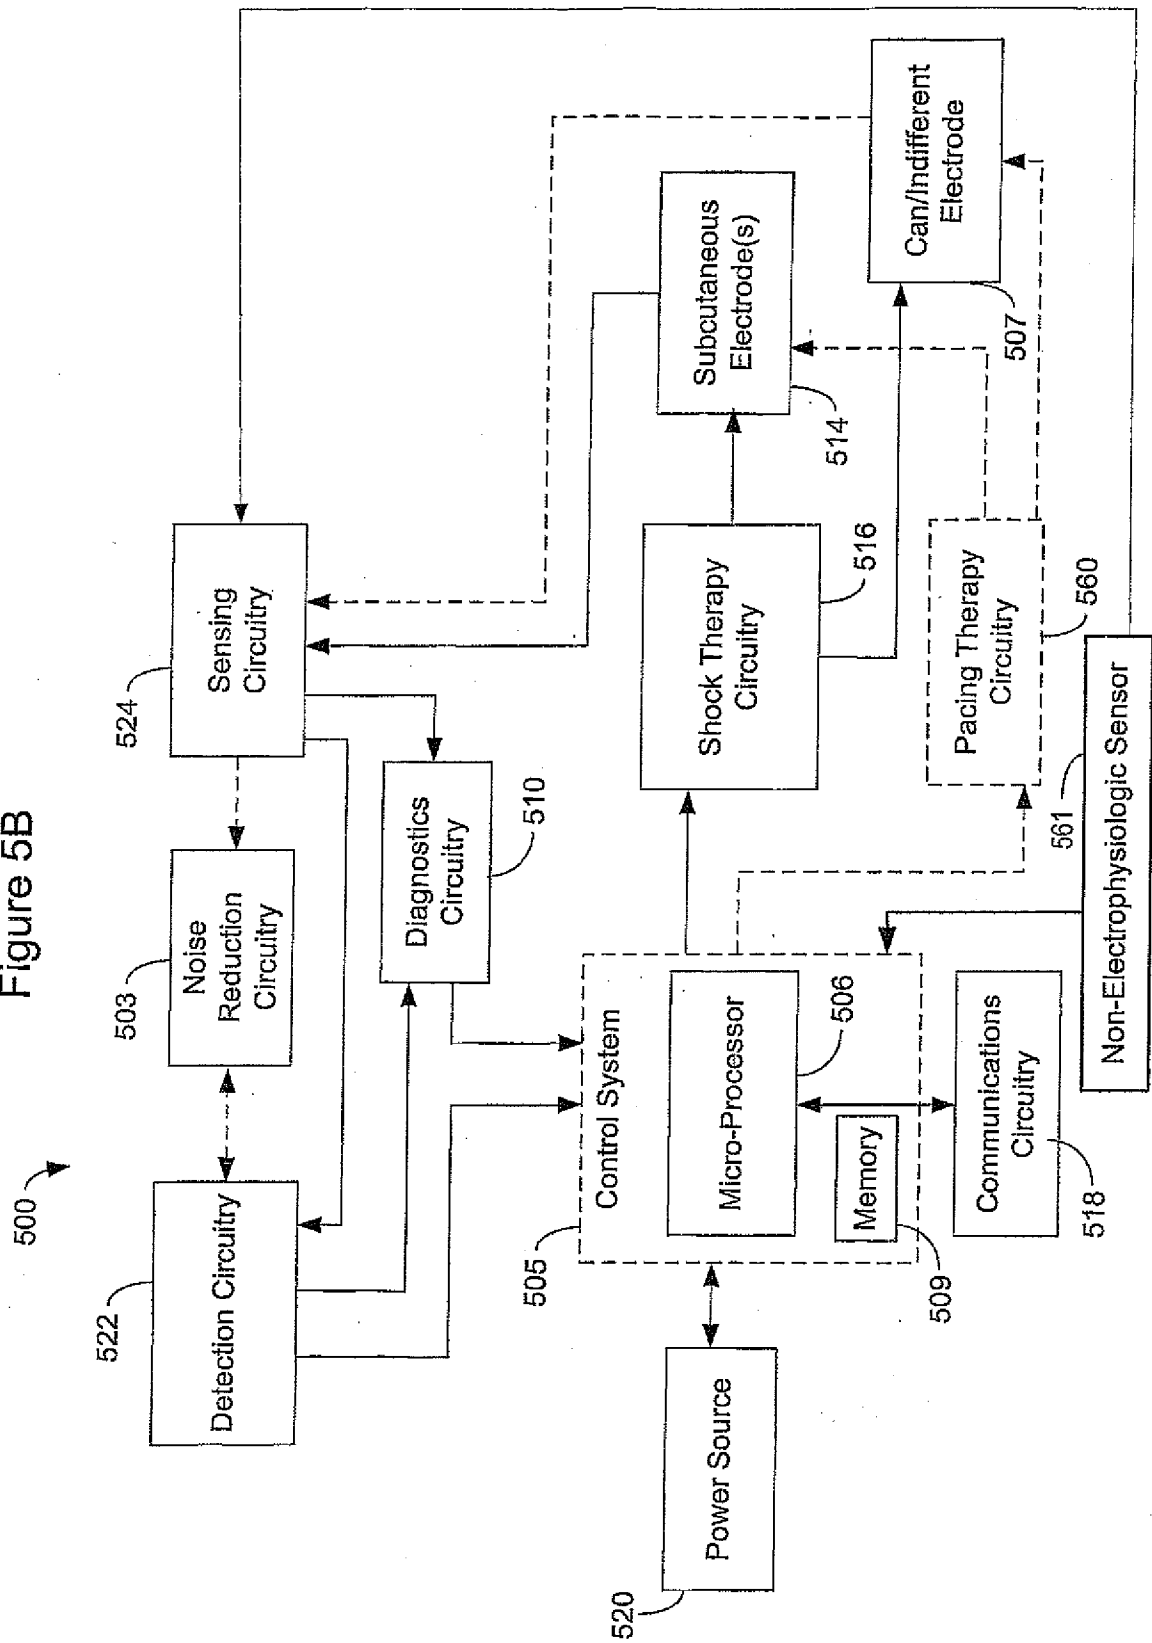 Figure 5B
500
522
Detection Circuitry
503
Noise
Reduction
Circuitry
524
Sensing
Circuitry
Diagnostics
Circuitry
510
505
Control System
Micro-Processor
506
Memory
509
Communications
Circuitry
518
520
Power Source
Shock Therapy
Circuitry
516
Subcutaneous
Electrode(s)
514
Can/Indifferent
Electrode
507
Pacing Therapy
Circuitry
560
561
Non-Electrophysiologic Sensor